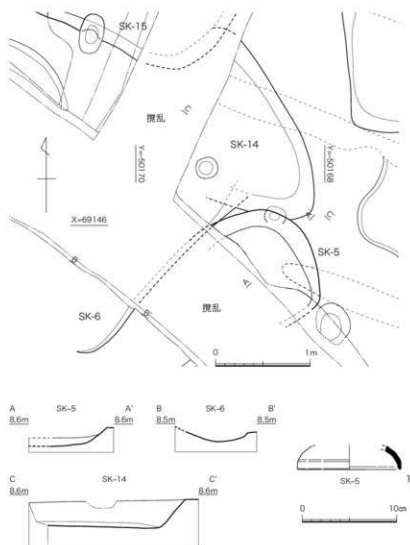 SK-15
攪乱
C'
SK-14
Y=-50170
Y=-50168
X=69146
A'
C'
SK-5
B
A
SK-6
B'
攪乱
0 1m
A SK-5 A'
8.6m 8.6m
B SK-6 B'
8.5m 8.5m
C SK-14 C'
8.6m 8.6m
SK-5 1
0 10cm